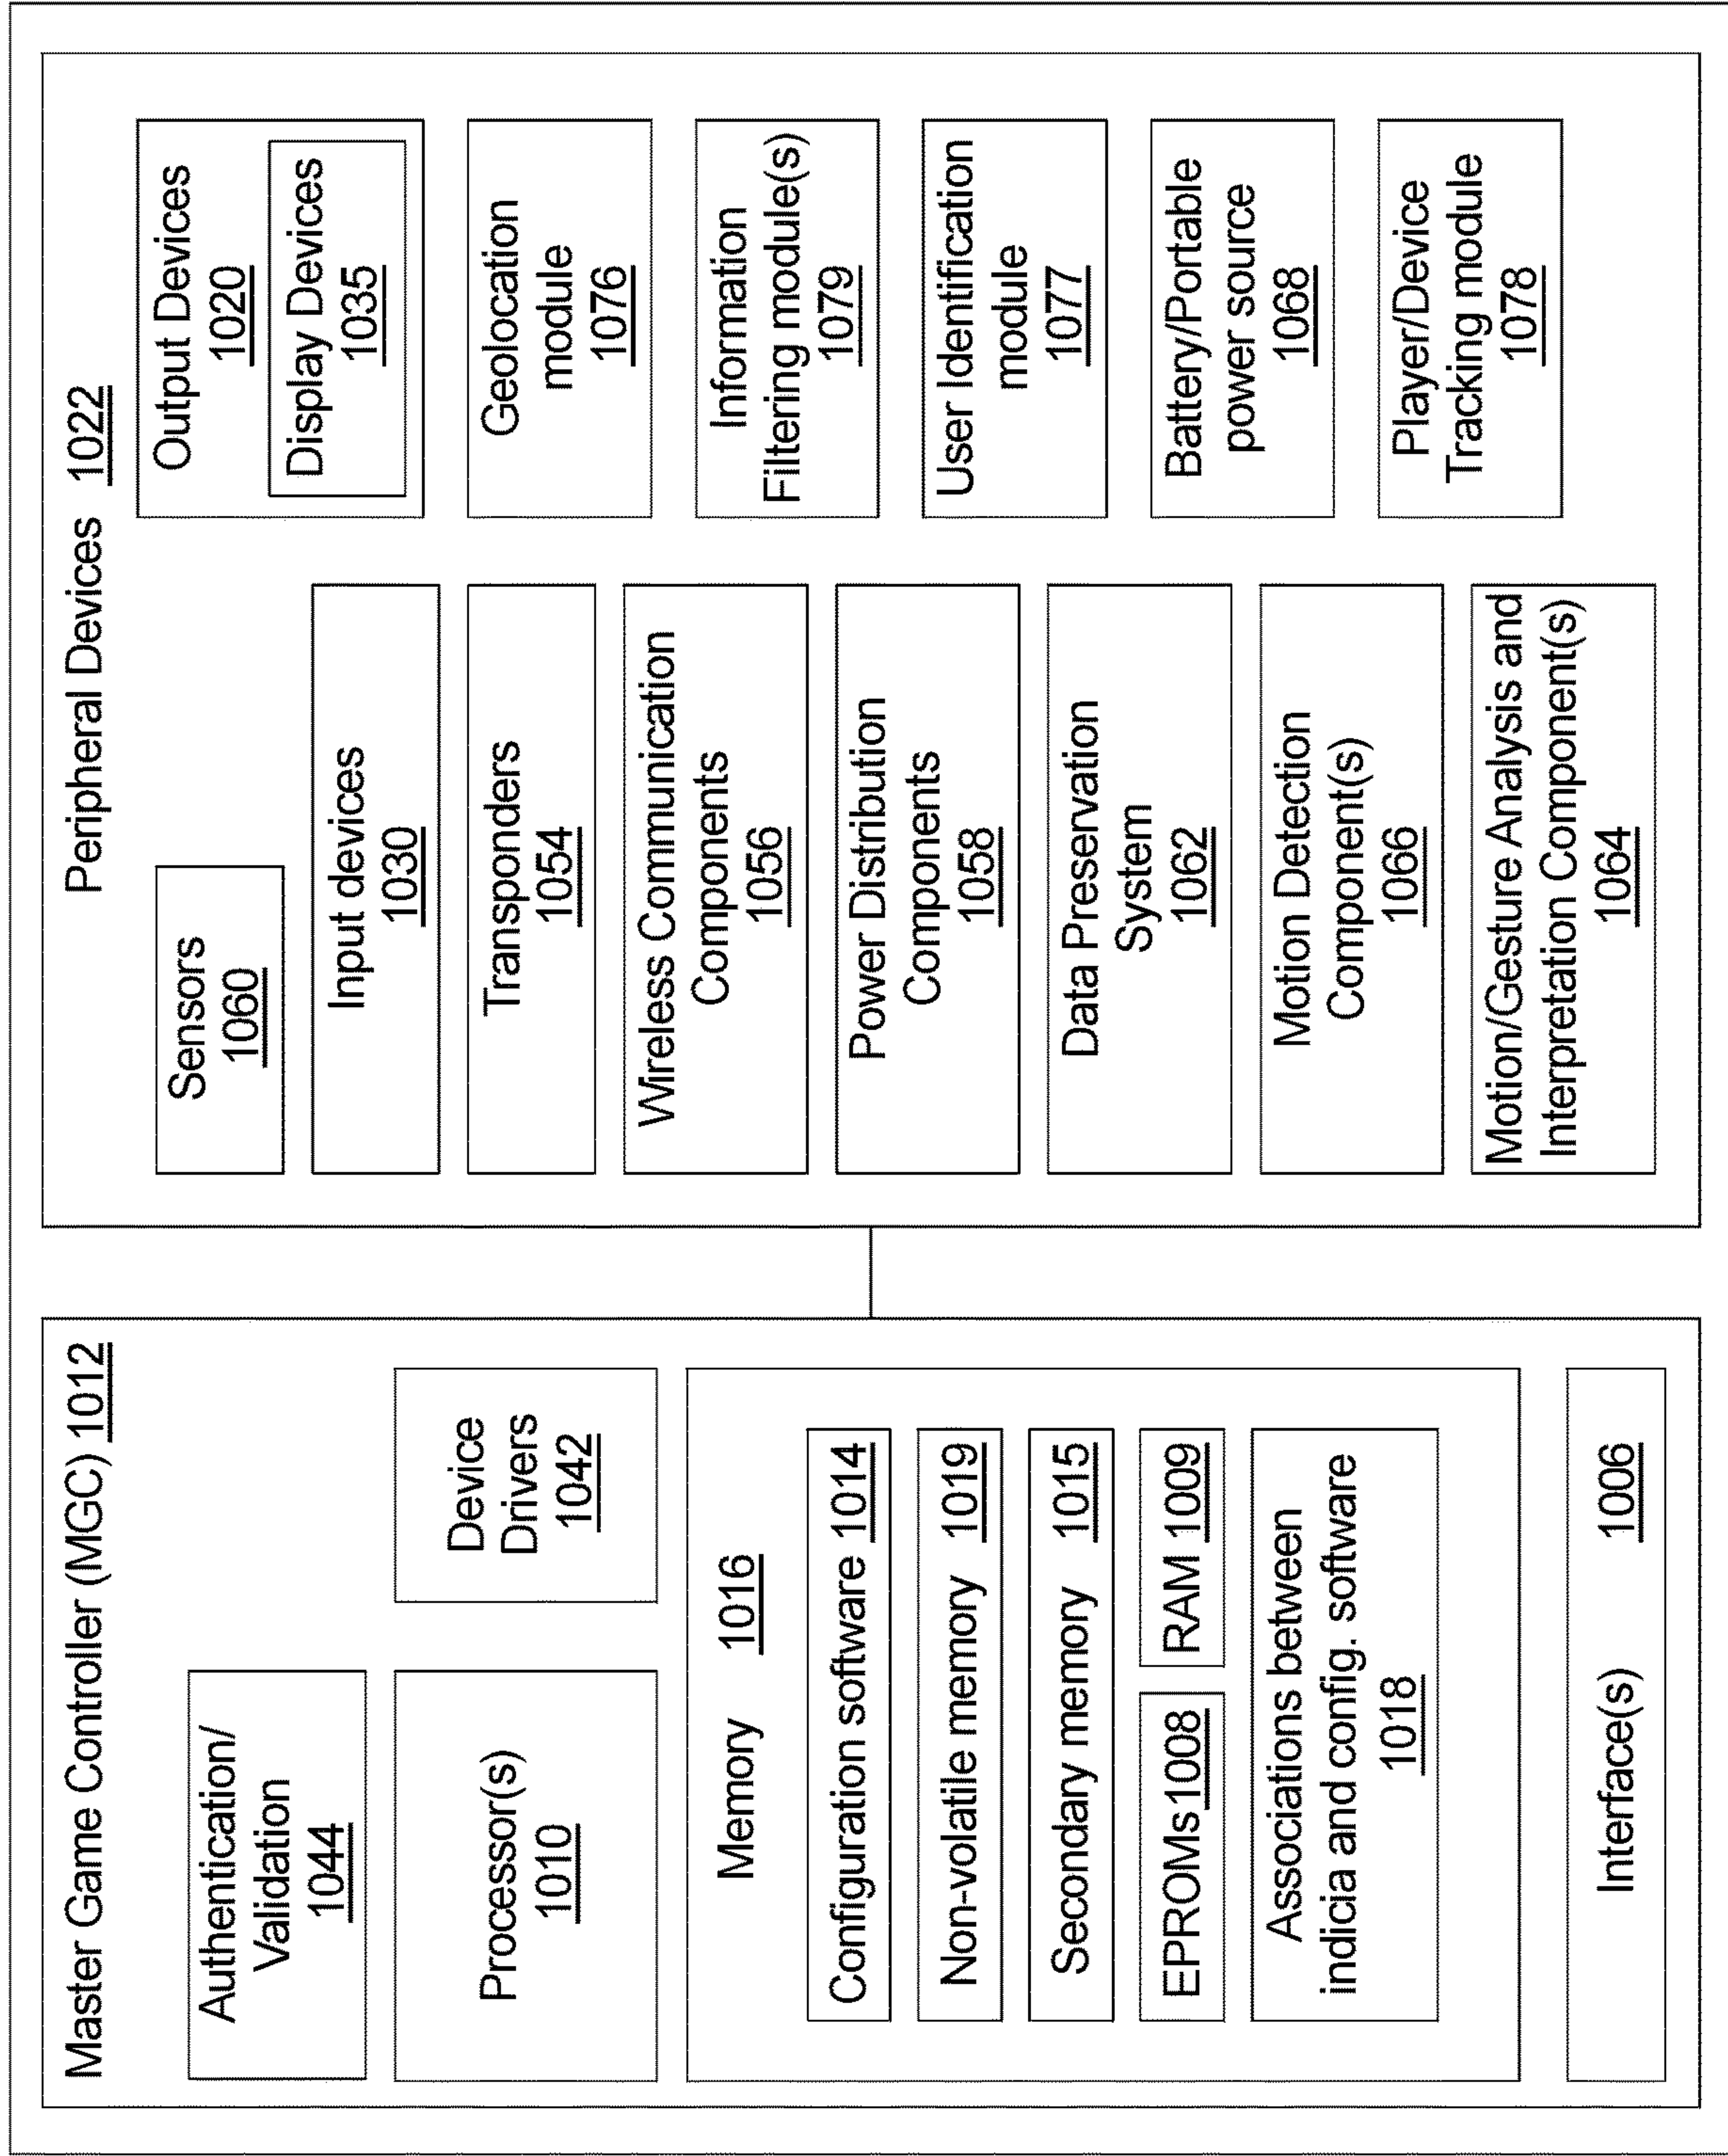 Master Game Controller (MGC) 1012
Authentication/
Validation
1044
Processor(s)
1010
Device
Drivers
1042
Memory 1016
Configuration software 1014
Non-volatile memory 1019
Secondary memory 1015
EPROMs1008
RAM 1009
Associations between
indicia and config. software
1018
Interface(s) 1006
Peripheral Devices 1022
Sensors
1060
Input devices
1030
Transponders
1054
Wireless Communication
Components
1056
Power Distribution
Components
1058
Data Preservation
System
1062
Motion Detection
Component(s)
1066
Motion/Gesture Analysis and
Interpretation Component(s)
1064
Output Devices
1020
Display Devices
1035
Geolocation
module
1076
Information
Filtering module(s)
1079
User Identification
module
1077
Battery/Portable
power source
1068
Player/Device
Tracking module
1078